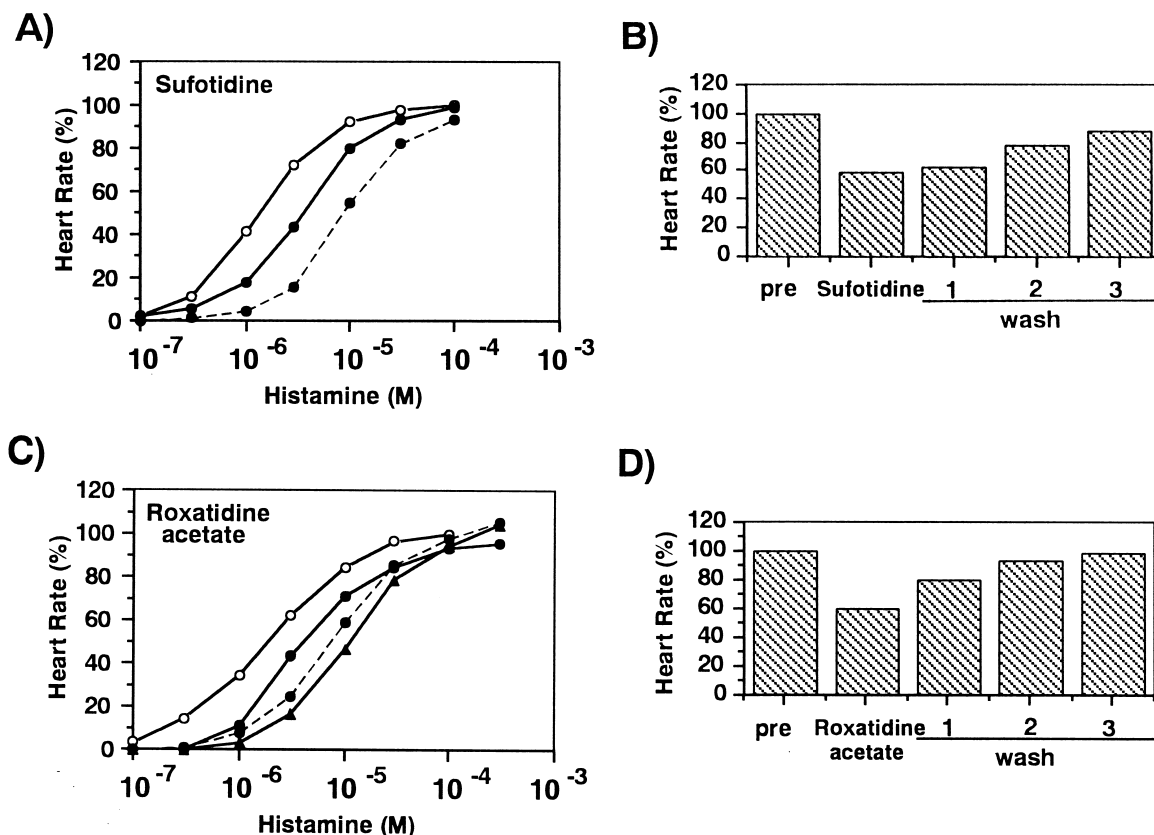 A)
120
100
80
60
40
20
0
Heart Rate (%)
Sufotidine
10 -7
10 -6
10 -5
10 -4
10 -3
Histamine (M)
B)
120
100
80
60
40
20
0
Heart Rate (%)
pre
Sufotidine
1
2
3
wash
C)
120
100
80
60
40
20
0
Heart Rate (%)
Roxatidine
acetate
10 -7
10 -6
10 -5
10 -4
10 -3
Histamine (M)
D)
120
100
80
60
40
20
0
Heart Rate (%)
pre
Roxatidine
acetate
1
2
3
wash